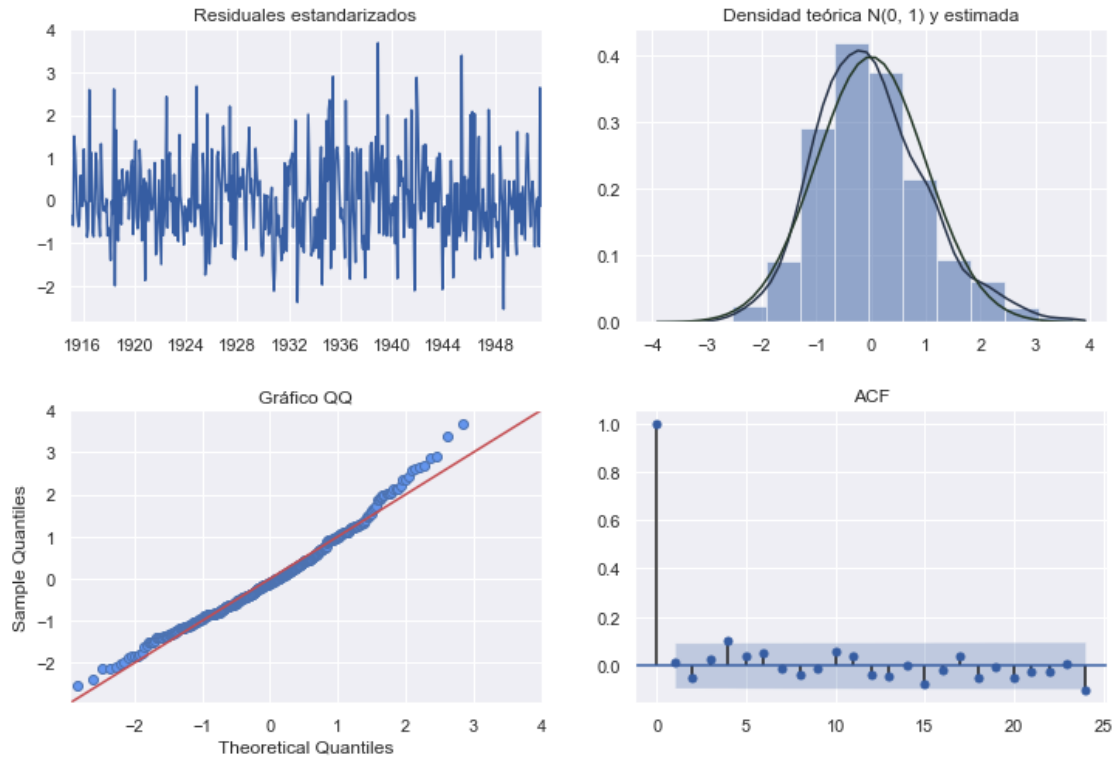 Residuales estandarizados
4
3
2
1
0
−1
−2
1916 1920 1924 1928 1932 1936 1940 1944 1948
Densidad teórica N(0, 1) y estimada
0.4
0.3
0.2
0.1
0.0
−4 −3 −2 −1 0 1 2 3 4
Gráfico QQ
Sample Quantiles
4
3
2
1
0
−1
−2
−2 −1 0 1 2 3 4
Theoretical Quantiles
ACF
1.0
0.8
0.6
0.4
0.2
0.0
0 5 10 15 20 25